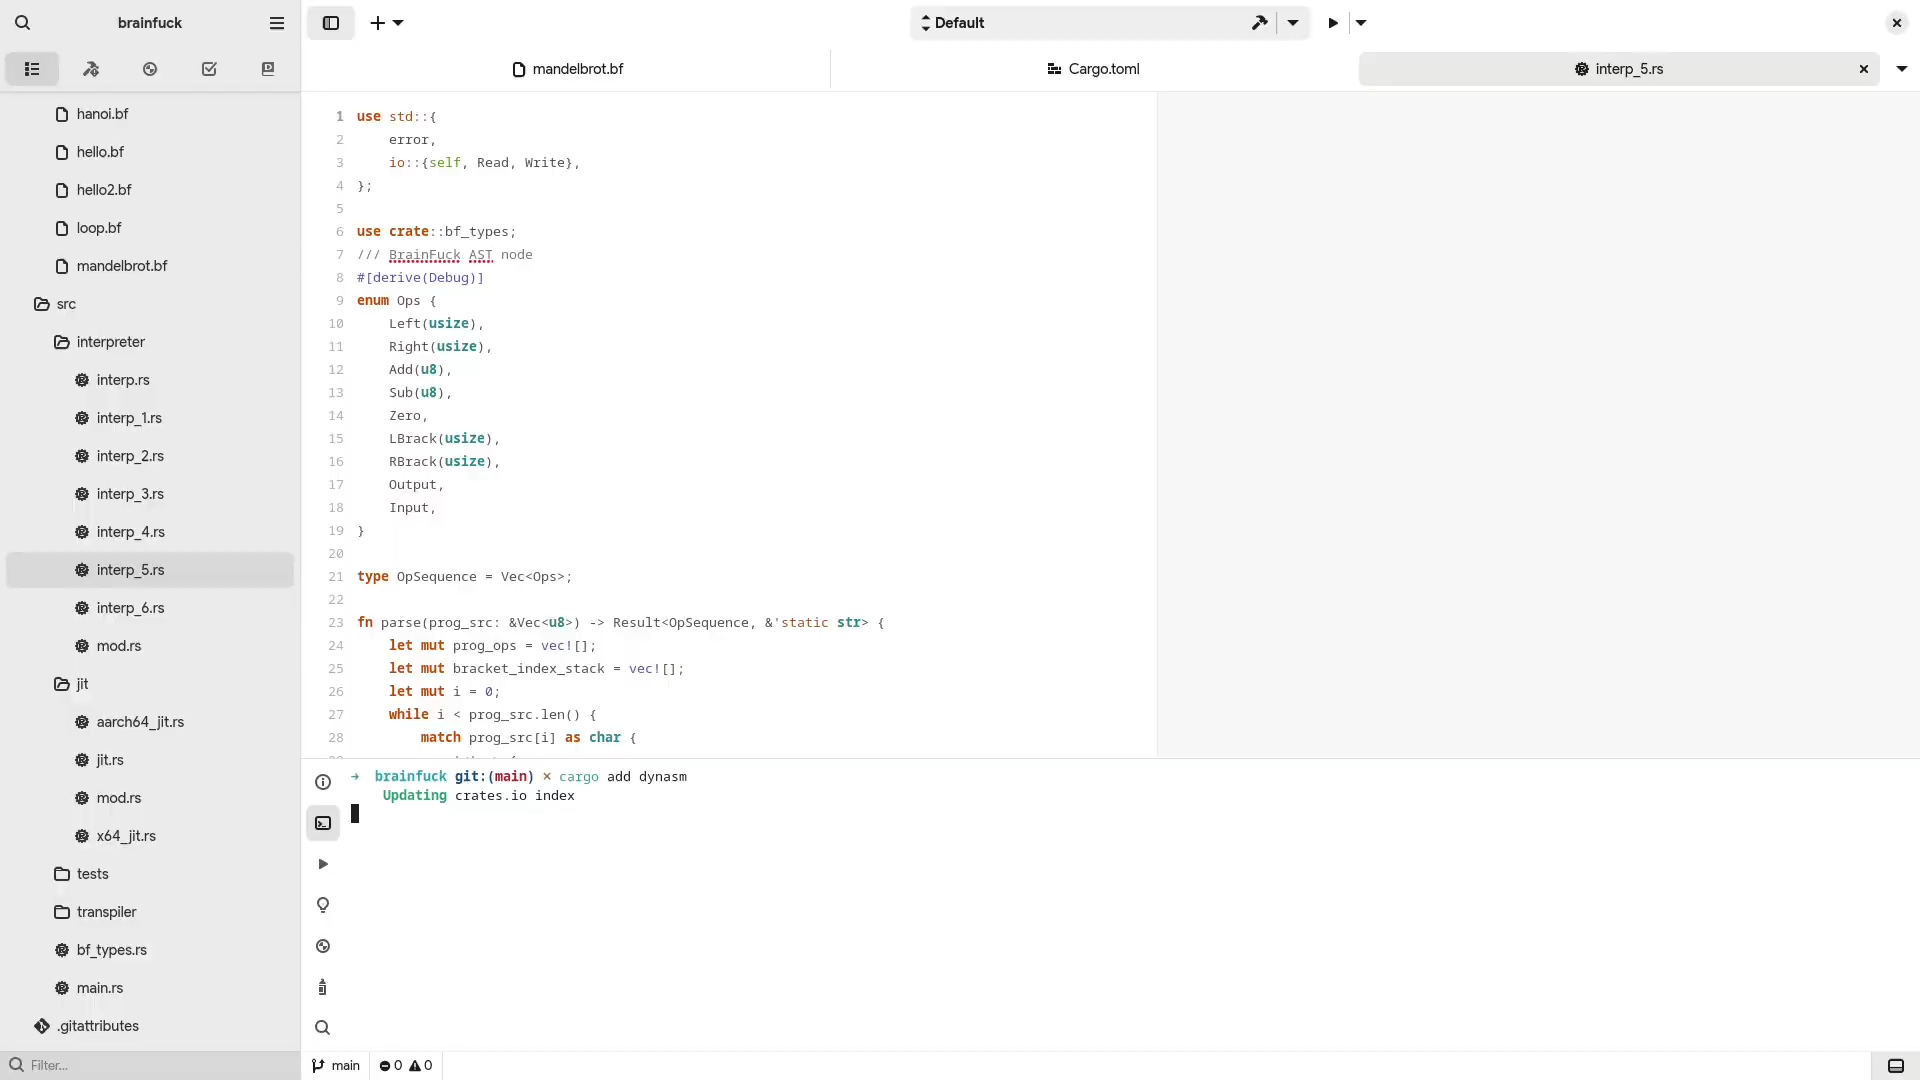 brainfuck
Default
mandelbrot.bf
Cargo.toml
interp_5.rs
hanoi.bf
hello.bf
hello2.bf
loop.bf
mandelbrot.bf
src
interpreter
interp.rs
interp_1.rs
interp_2.rs
interp_3.rs
interp_4.rs
interp_5.rs
interp_6.rs
mod.rs
jit
aarch64_jit.rs
jit.rs
mod.rs
x64_jit.rs
tests
transpiler
bf_types.rs
main.rs
.gitattributes
Filter...
1 use std::{
2     error,
3     io::{self, Read, Write},
4 };
5
6 use crate::bf_types;
7 /// BrainFuck AST node
8 #[derive(Debug)]
9 enum Ops {
10     Left(usize),
11     Right(usize),
12     Add(u8),
13     Sub(u8),
14     Zero,
15     LBrack(usize),
16     RBrack(usize),
17     Output,
18     Input,
19 }
20
21 type OpSequence = Vec<Ops>;
22
23 fn parse(prog_src: &Vec<u8>) -> Result<OpSequence, &'static str> {
24     let mut prog_ops = vec![];
25     let mut bracket_index_stack = vec![];
26     let mut i = 0;
27     while i < prog_src.len() {
28         match prog_src[i] as char {
→ brainfuck git:(main) × cargo add dynasm
Updating crates.io index
main
0
0